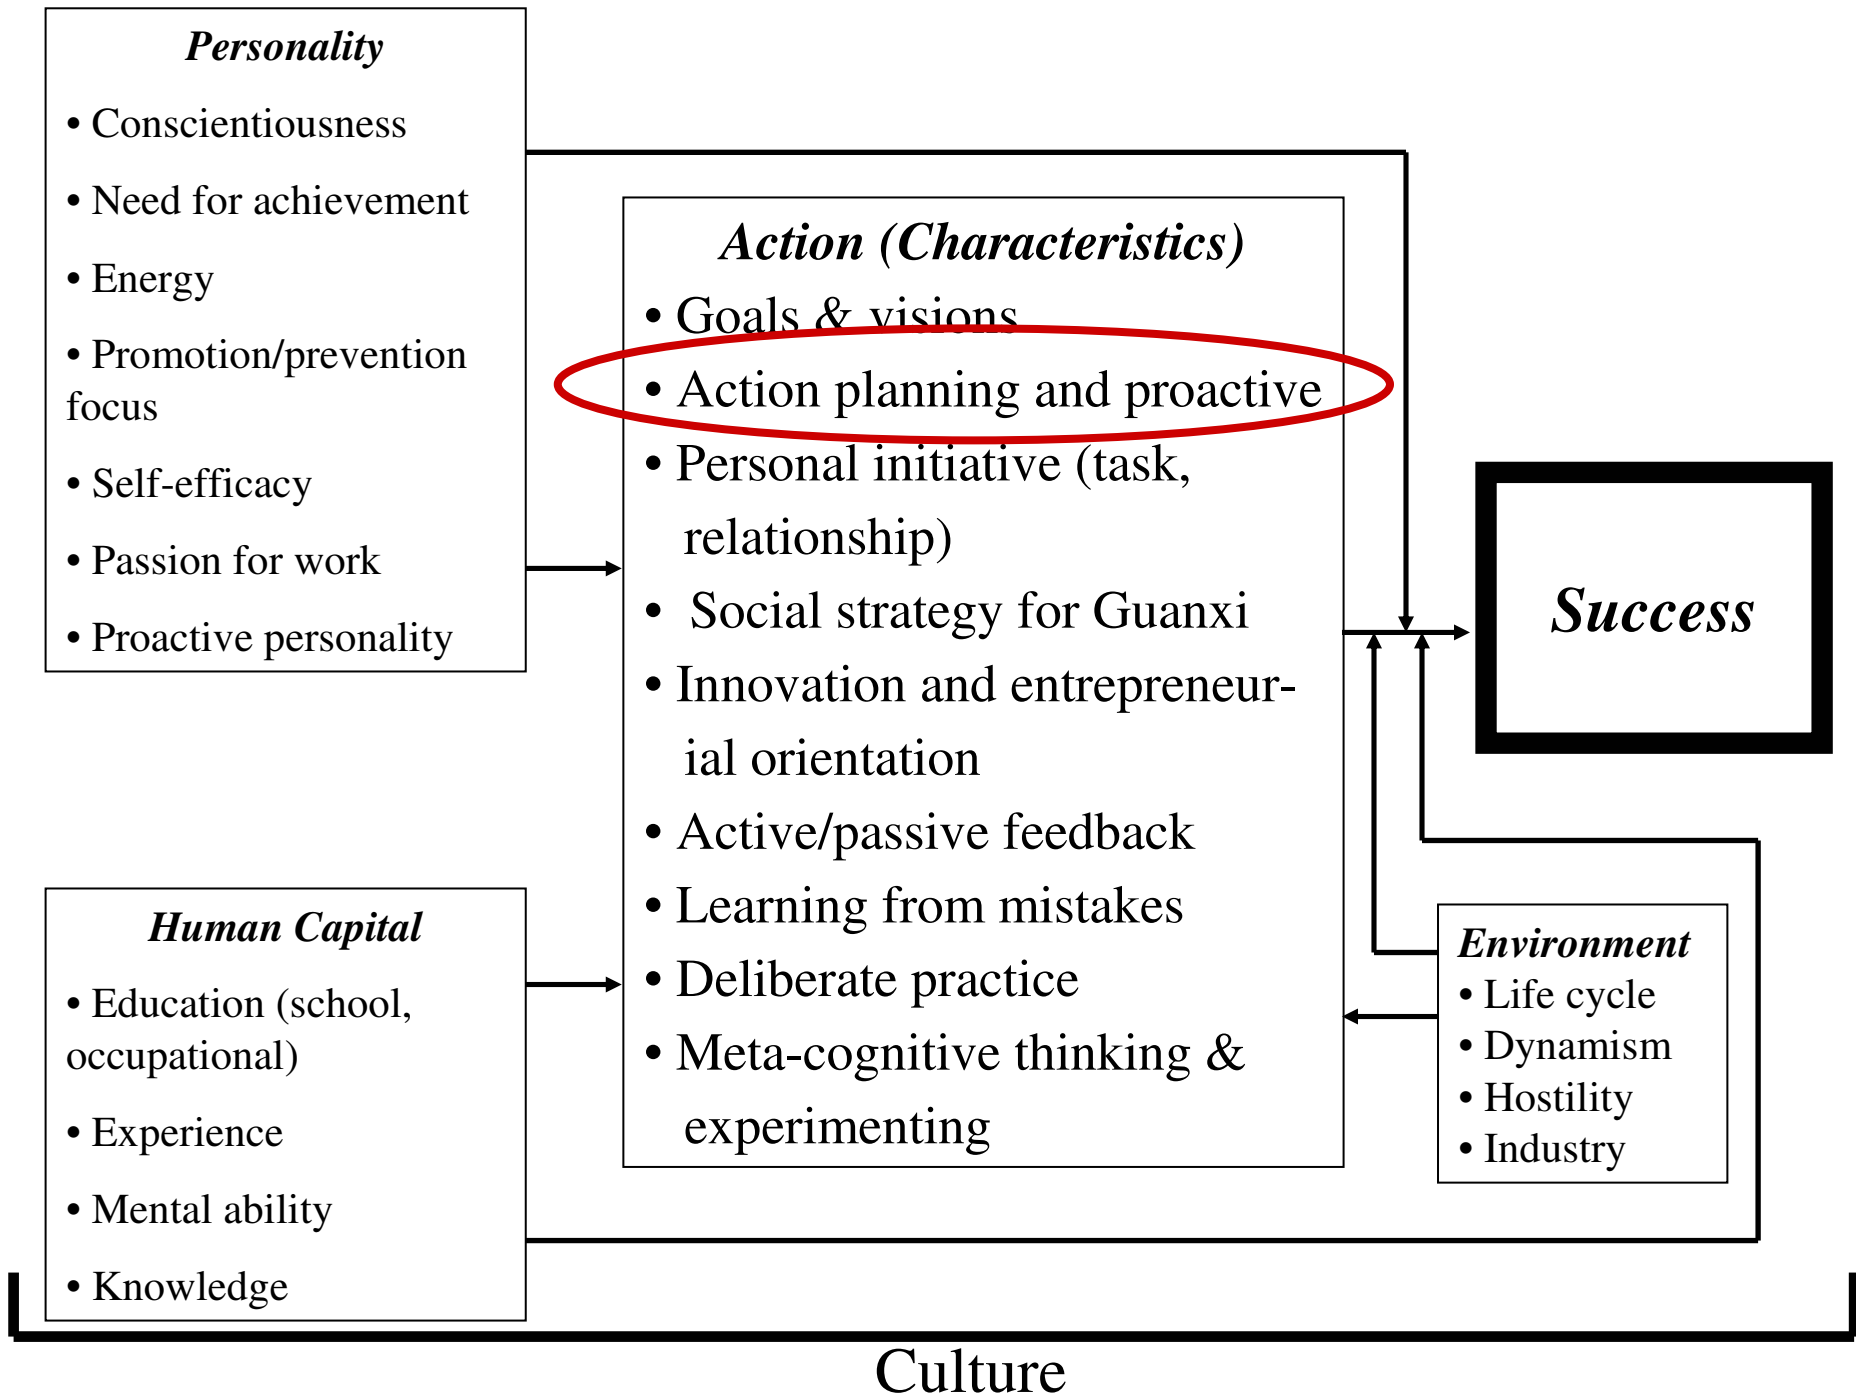 Personality
• Conscientiousness
• Need for achievement
• Energy
• Promotion/prevention
focus
• Self-efficacy
• Passion for work
• Proactive personality
Action (Characteristics)
• Goals & visions
• Action planning and proactive
• Personal initiative (task,
relationship)
• Social strategy for Guanxi
• Innovation and entrepreneur-
ial orientation
• Active/passive feedback
• Learning from mistakes
• Deliberate practice
• Meta-cognitive thinking &
experimenting
Success
Human Capital
• Education (school,
occupational)
• Experience
• Mental ability
• Knowledge
Environment
• Life cycle
• Dynamism
• Hostility
• Industry
Culture